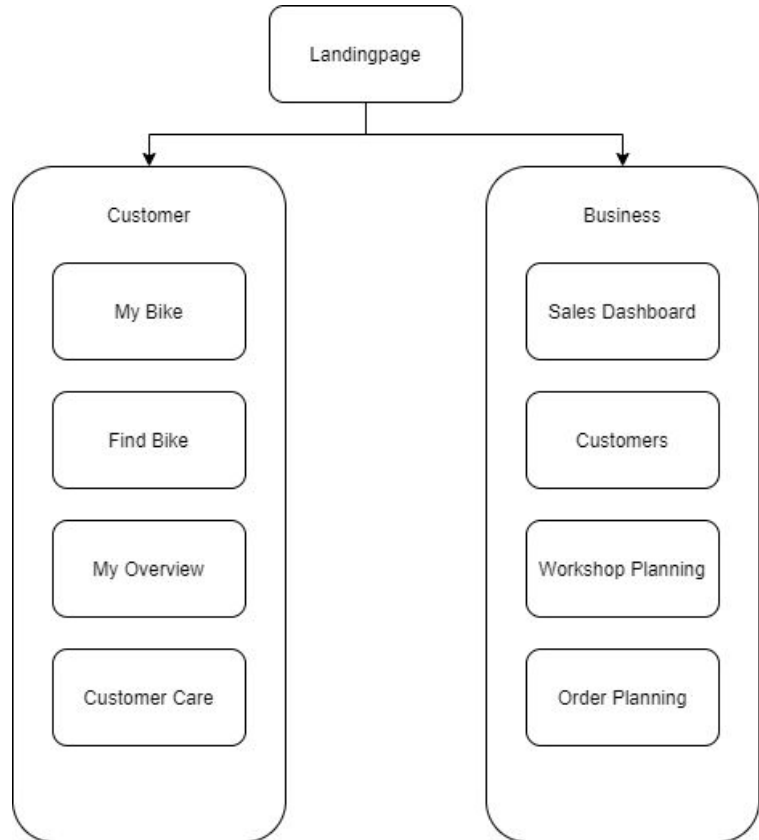 Landingpage
Customer
My Bike
Find Bike
My Overview
Customer Care
Business
Sales Dashboard
Customers
Workshop Planning
Order Planning